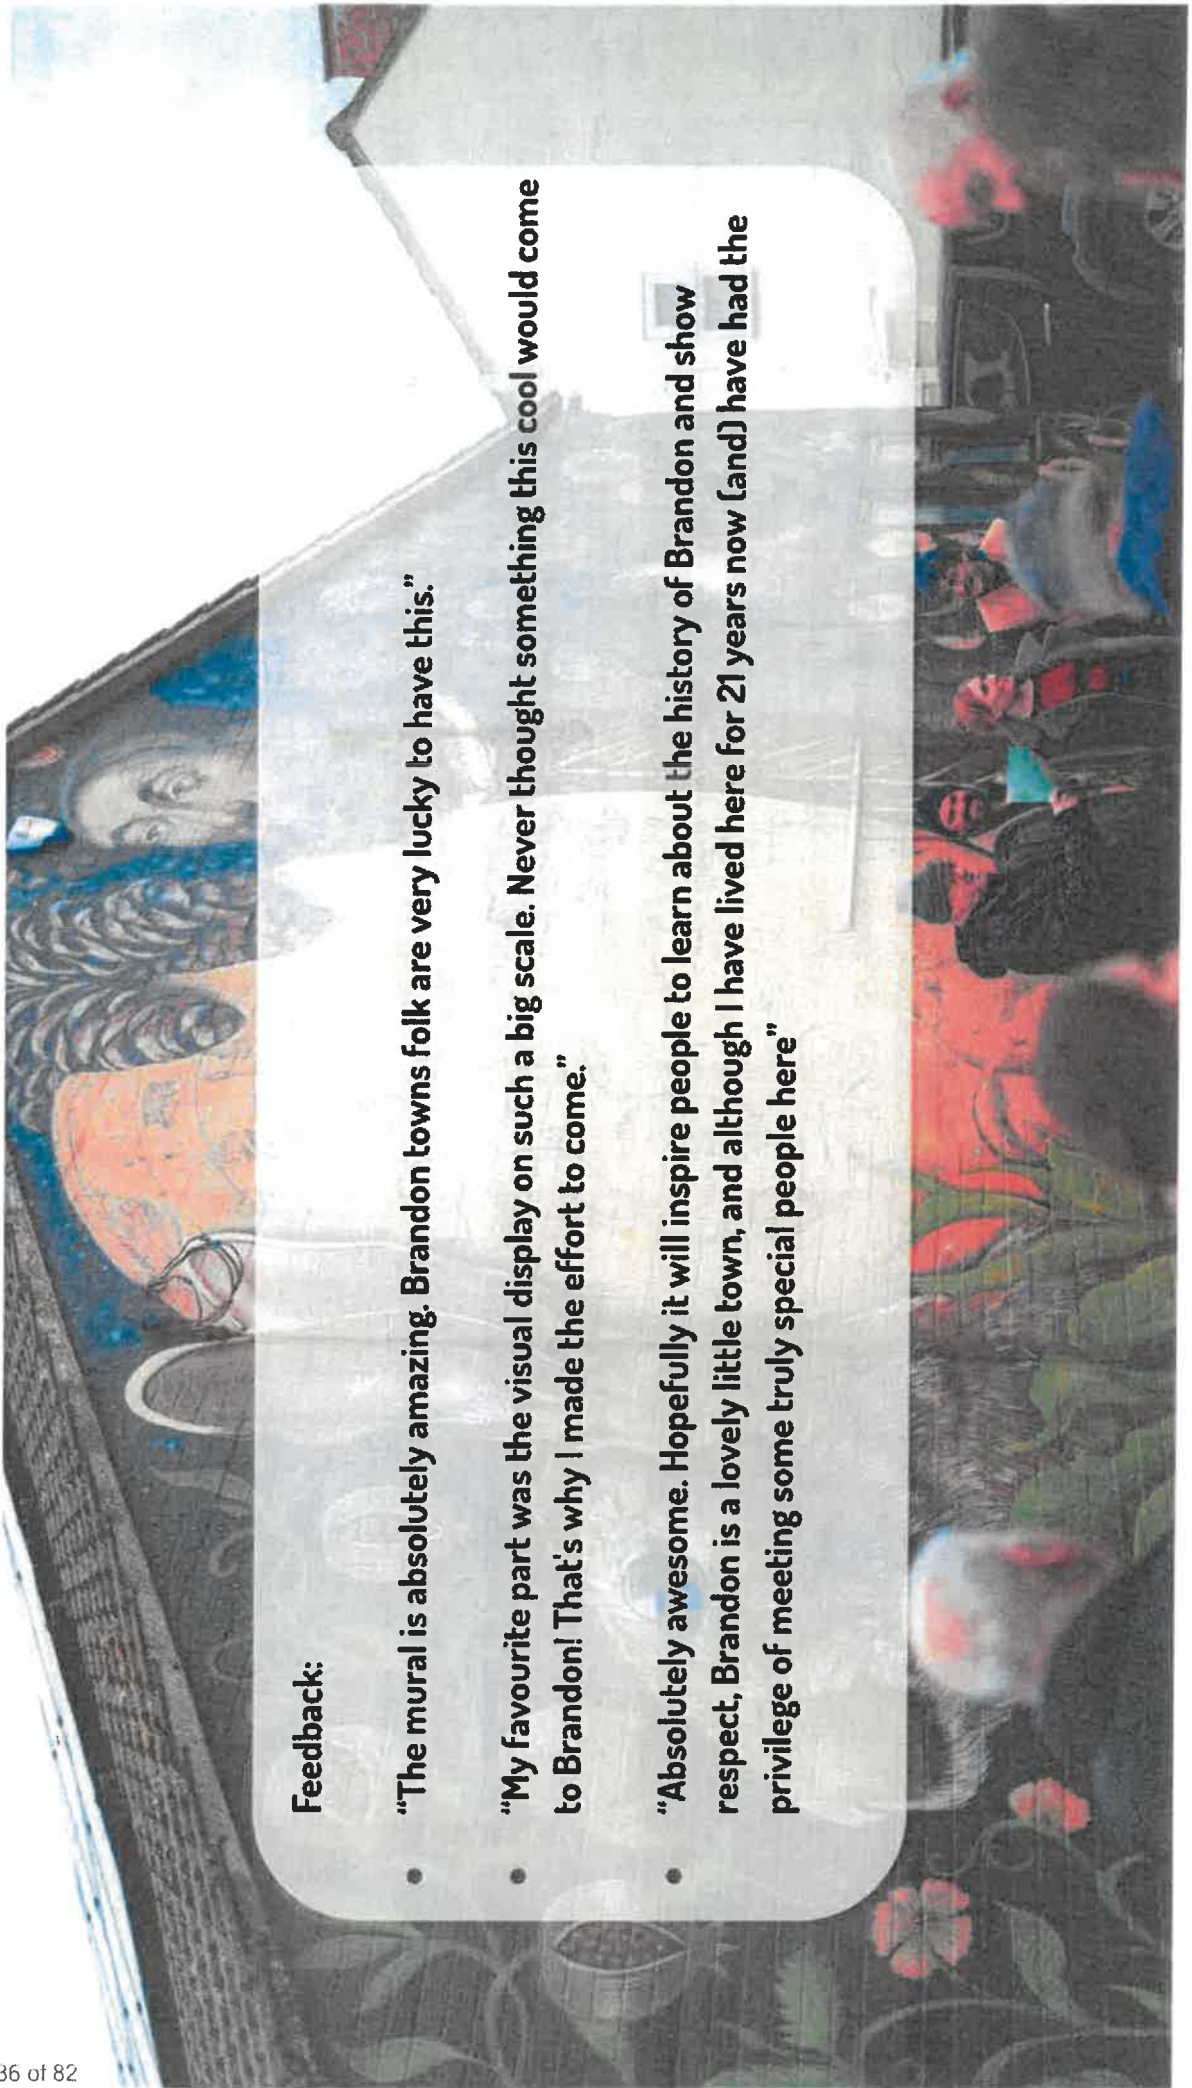 Feedback:
“The mural is absolutely amazing. Brandon towns folk are very lucky to have this.”
“My favourite part was the visual display on such a big scale. Never thought something this cool would come
to Brandon! That's why I made the effort to come.”
“Absolutely awesome. Hopefully it will inspire people to learn about the history of Brandon and show
respect, Brandon is a lovely little town, and although I have lived here for 21 years now (and) have had the
privilege of meeting some truly special people here”
36 of 82